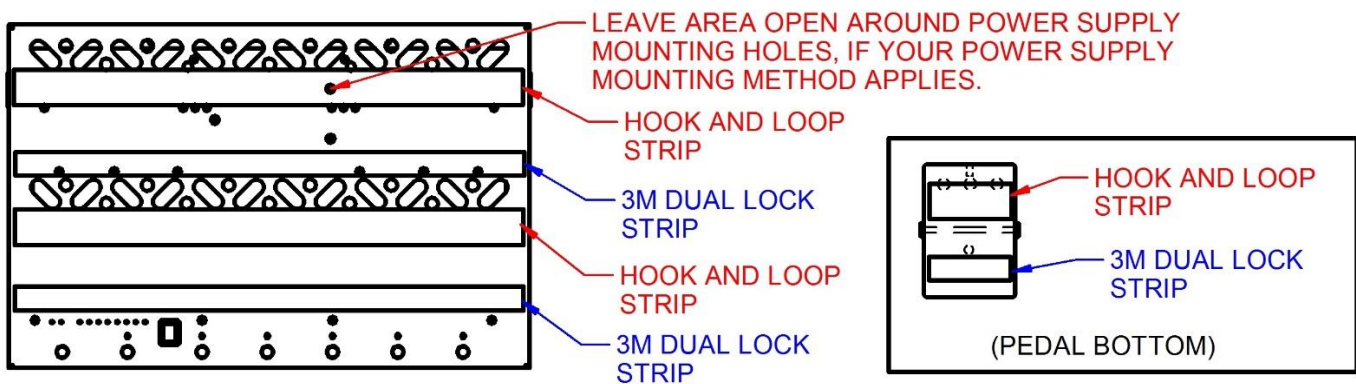 LEAVE AREA OPEN AROUND POWER SUPPLY
MOUNTING HOLES, IF YOUR POWER SUPPLY
MOUNTING METHOD APPLIES.
HOOK AND LOOP
STRIP
3M DUAL LOCK
STRIP
HOOK AND LOOP
STRIP
3M DUAL LOCK
STRIP
HOOK AND LOOP
STRIP
3M DUAL LOCK
STRIP
(PEDAL BOTTOM)